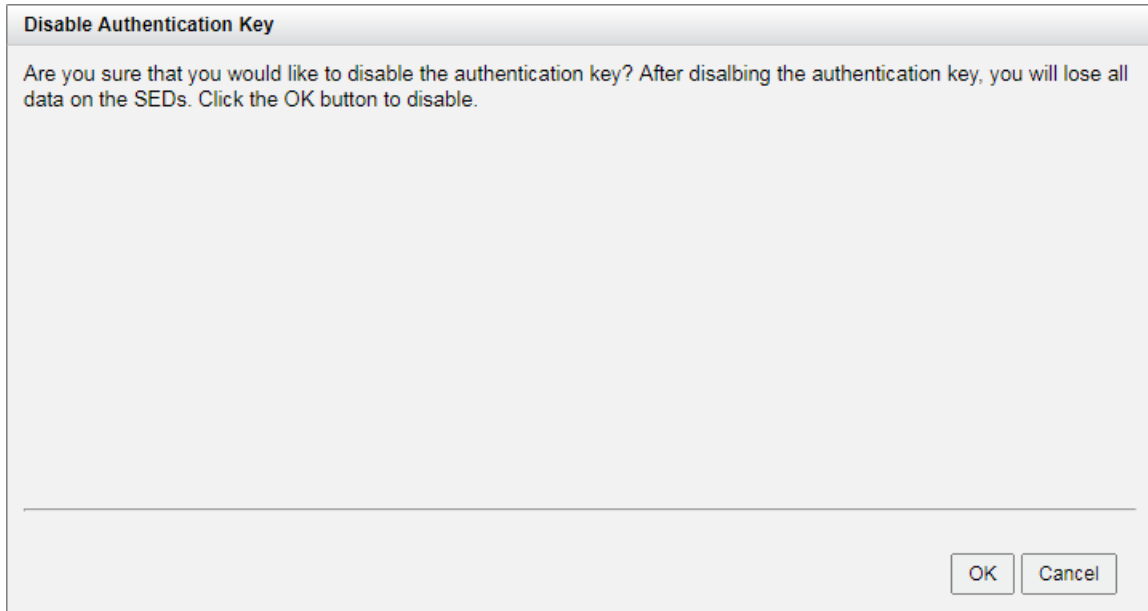 Disable Authentication Key
Are you sure that you would like to disable the authentication key? After disalbing the authentication key, you will lose all
data on the SEDs. Click the OK button to disable.
OK
Cancel